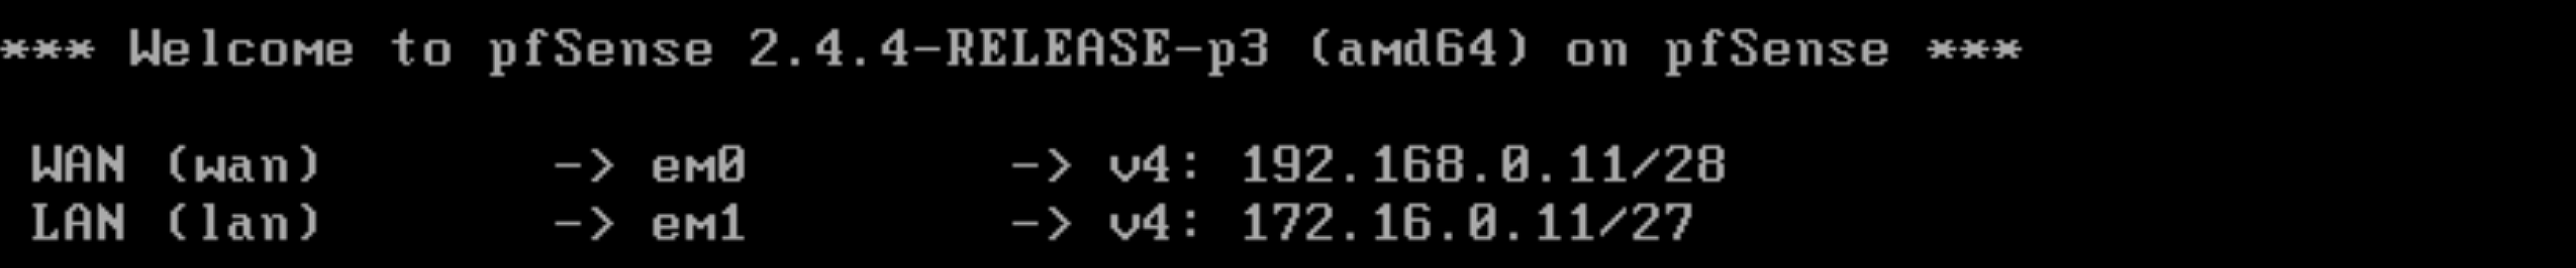 *** Welcome to pfSense 2.4.4-RELEASE-p3 (amd64) on pfSense ***
WAN (wan) -> em0 -> v4: 192.168.0.11/28
LAN (lan) -> em1 -> v4: 172.16.0.11/27